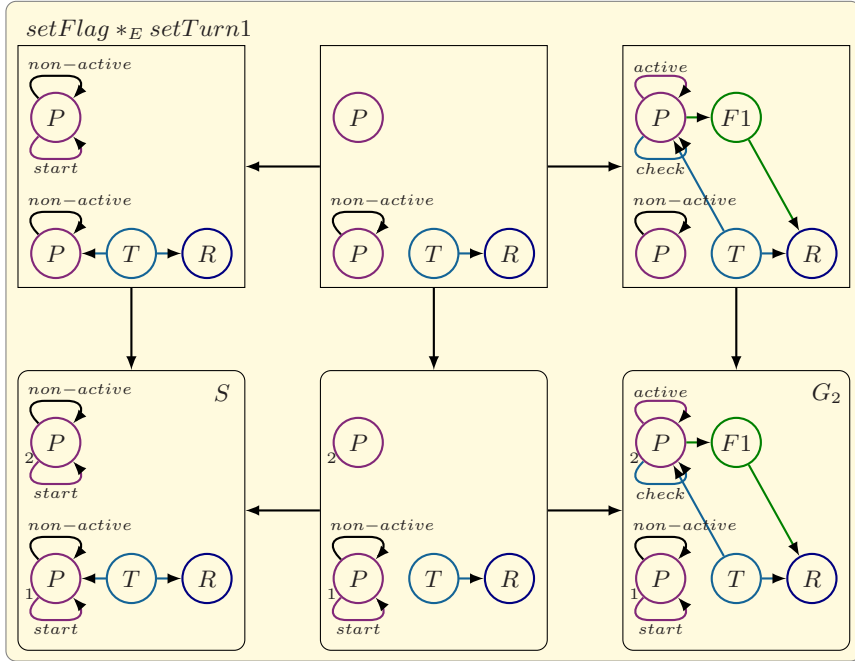 setFlag ∗E setTurn1
non−active
P
start
non−active
P T R
P
non−active
P T R
active
P F1
check
non−active
P T R
S
non−active
P
2
start
non−active
P T R
1
start
P
2
non−active
P T R
1
start
G2
active
P F1
2
check
non−active
P T R
1
start